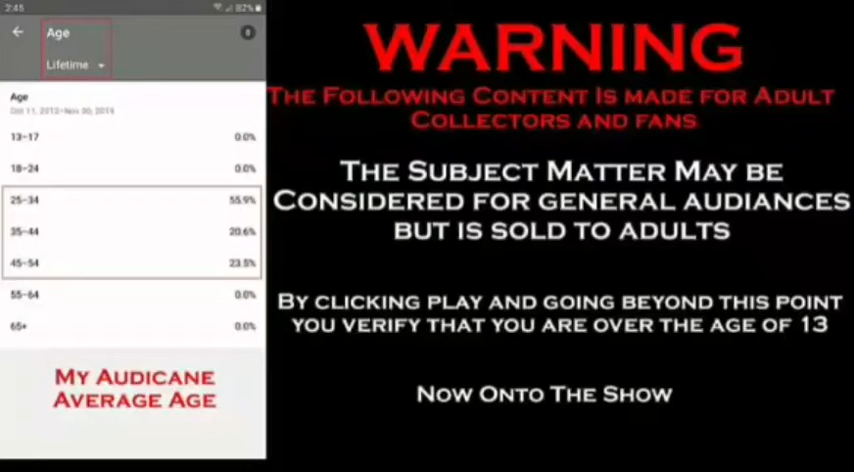 2:45
82%
Age
Lifetime
Age
Oct 11, 2013–Nov 30, 2019
13–17 0.0%
18–24 0.0%
25–34 55.9%
35–44 20.6%
45–54 23.5%
55–64 0.0%
65+ 0.0%
My Audicane
Average Age
WARNING
The Following Content Is made for Adult
Collectors and fans
The Subject Matter May be
Considered for general audiances
but is sold to adults
By clicking play and going beyond this point
you verify that you are over the age of 13
Now Onto The Show